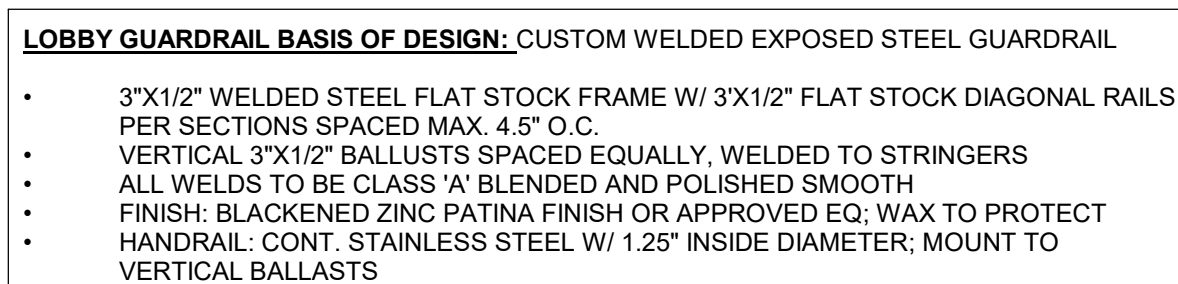 LOBBY GUARDRAIL BASIS OF DESIGN: CUSTOM WELDED EXPOSED STEEL GUARDRAIL
• 3"X1/2" WELDED STEEL FLAT STOCK FRAME W/ 3'X1/2" FLAT STOCK DIAGONAL RAILS
PER SECTIONS SPACED MAX. 4.5" O.C.
• VERTICAL 3"X1/2" BALLUSTS SPACED EQUALLY, WELDED TO STRINGERS
• ALL WELDS TO BE CLASS 'A' BLENDED AND POLISHED SMOOTH
• FINISH: BLACKENED ZINC PATINA FINISH OR APPROVED EQ; WAX TO PROTECT
• HANDRAIL: CONT. STAINLESS STEEL W/ 1.25" INSIDE DIAMETER; MOUNT TO
VERTICAL BALLASTS